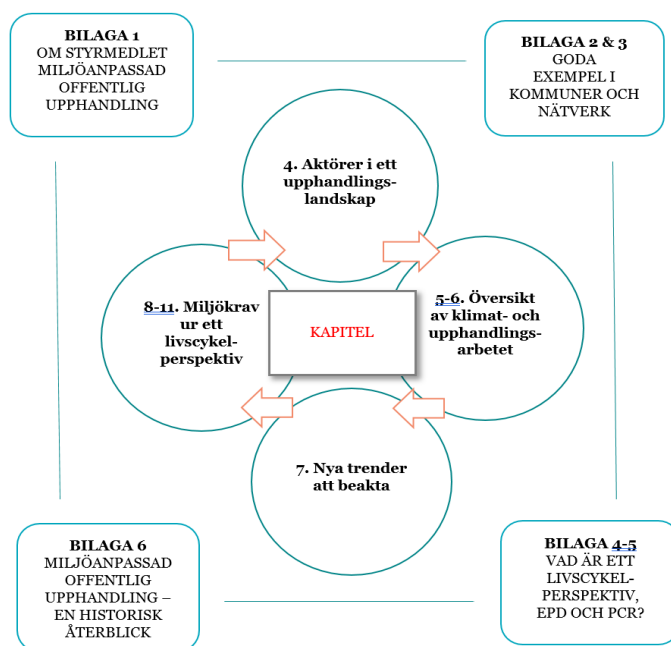 BILAGA 1
OM STYRMEDLET
MILJÖANPASSAD
OFFENTLIG
UPPHANDLING
BILAGA 2 & 3
GODA
EXEMPEL I
KOMMUNER OCH
NÄTVERK
4. Aktörer i ett
upphandlings-
landskap
8-11. Miljökrav
ur ett
livscykel-
perspektiv
KAPITEL
5-6. Översikt
av klimat- och
upphandlings-
arbetet
7. Nya trender
att beakta
BILAGA 6
MILJÖANPASSAD
OFFENTLIG
UPPHANDLING –
EN HISTORISK
ÅTERBLICK
BILAGA 4-5
VAD ÄR ETT
LIVSCYKEL-
PERSPEKTIV,
EPD OCH PCR?